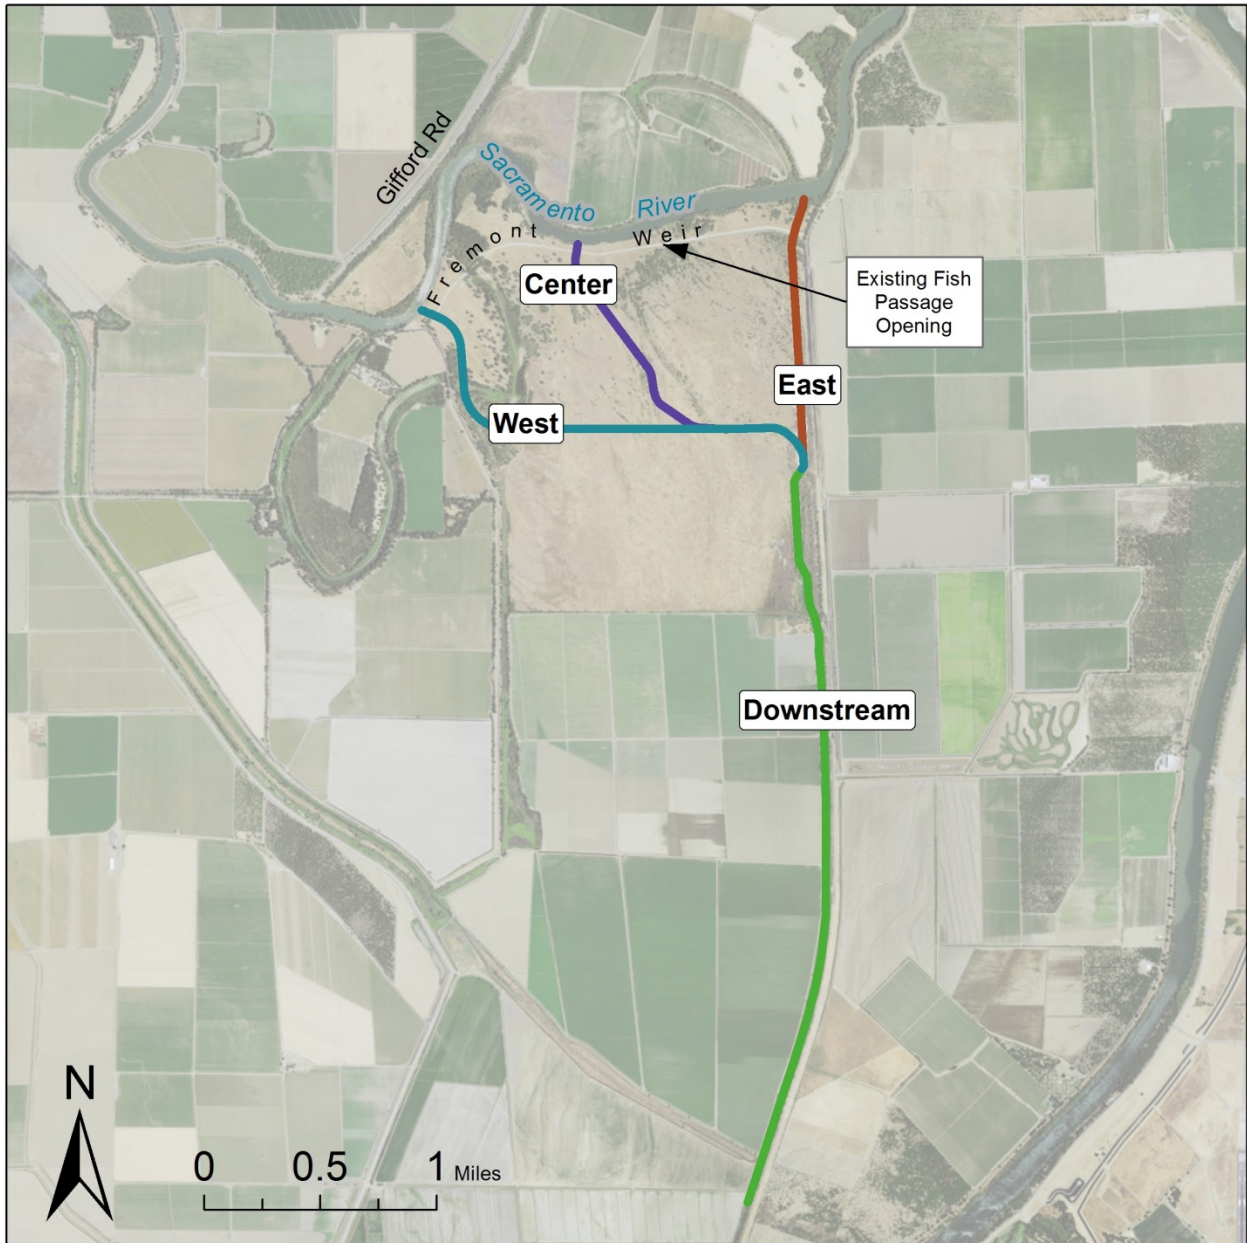 Gifford Rd
Sacramento River
Fremont Weir
Center
Existing Fish
Passage
Opening
East
West
Downstream
N
0 0.5 1 Miles